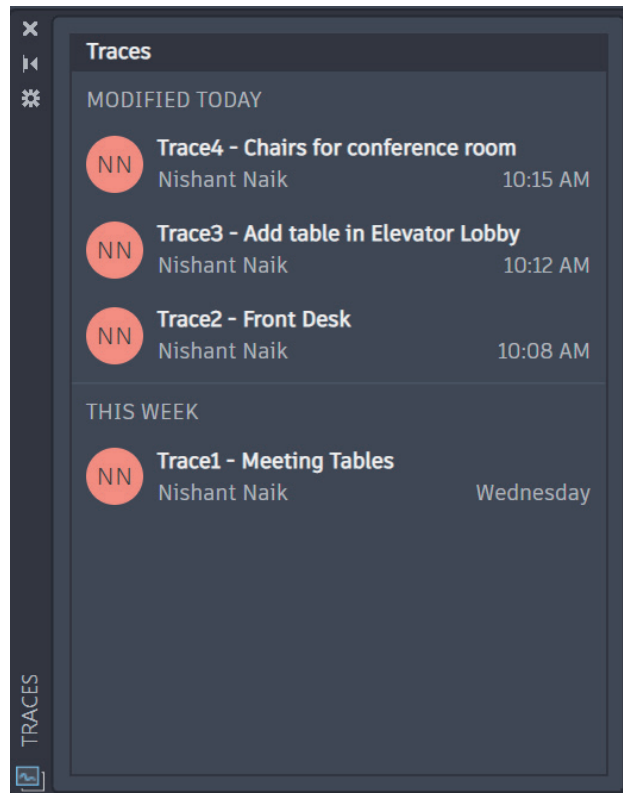 Traces
MODIFIED TODAY
NN
Trace4 - Chairs for conference room
Nishant Naik 10:15 AM
NN
Trace3 - Add table in Elevator Lobby
Nishant Naik 10:12 AM
NN
Trace2 - Front Desk
Nishant Naik 10:08 AM
THIS WEEK
NN
Trace1 - Meeting Tables
Nishant Naik Wednesday
TRACES